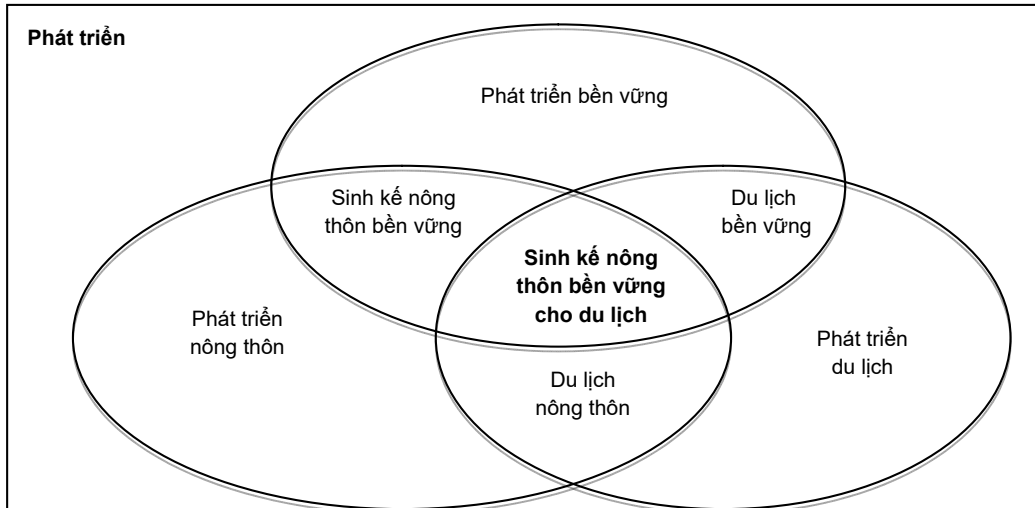 Phát triển
Phát triển bền vững
Sinh kế nông
thôn bền vững
Du lịch
bền vững
Sinh kế nông
thôn bền vững
cho du lịch
Phát triển
nông thôn
Phát triển
du lịch
Du lịch
nông thôn